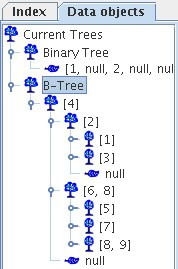 Index Data objects
Current Trees
Binary Tree
[1, null, 2, null, nul
B-Tree
[4]
[2]
[1]
[3]
null
[6, 8]
[5]
[7]
[8, 9]
null